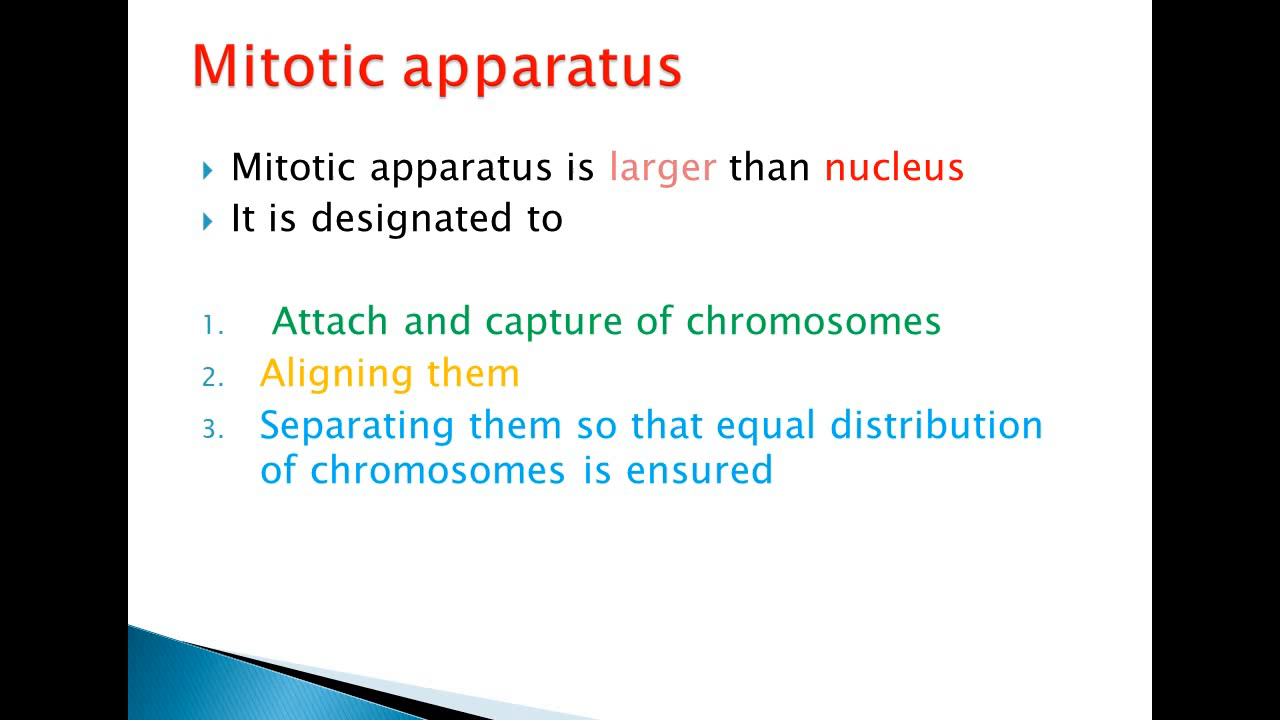 Mitotic apparatus
Mitotic apparatus is larger than nucleus
It is designated to
1. Attach and capture of chromosomes
2. Aligning them
3. Separating them so that equal distribution
of chromosomes is ensured